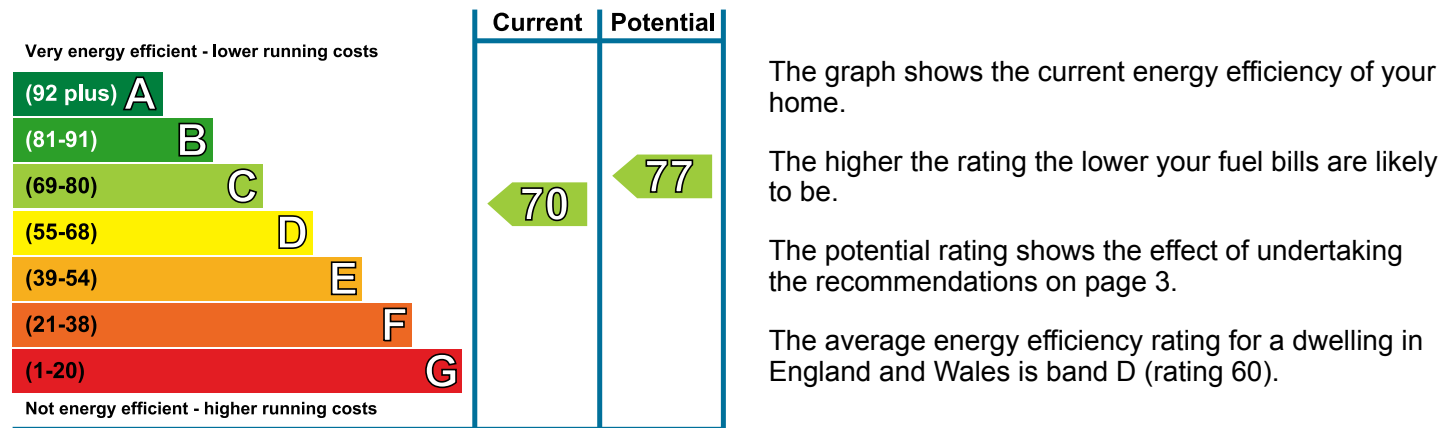 Current Potential
Very energy efficient - lower running costs
(92 plus) A
(81-91) B
(69-80) C
(55-68) D
(39-54) E
(21-38) F
(1-20) G
Not energy efficient - higher running costs
70
77
The graph shows the current energy efficiency of your
home.
The higher the rating the lower your fuel bills are likely
to be.
The potential rating shows the effect of undertaking
the recommendations on page 3.
The average energy efficiency rating for a dwelling in
England and Wales is band D (rating 60).